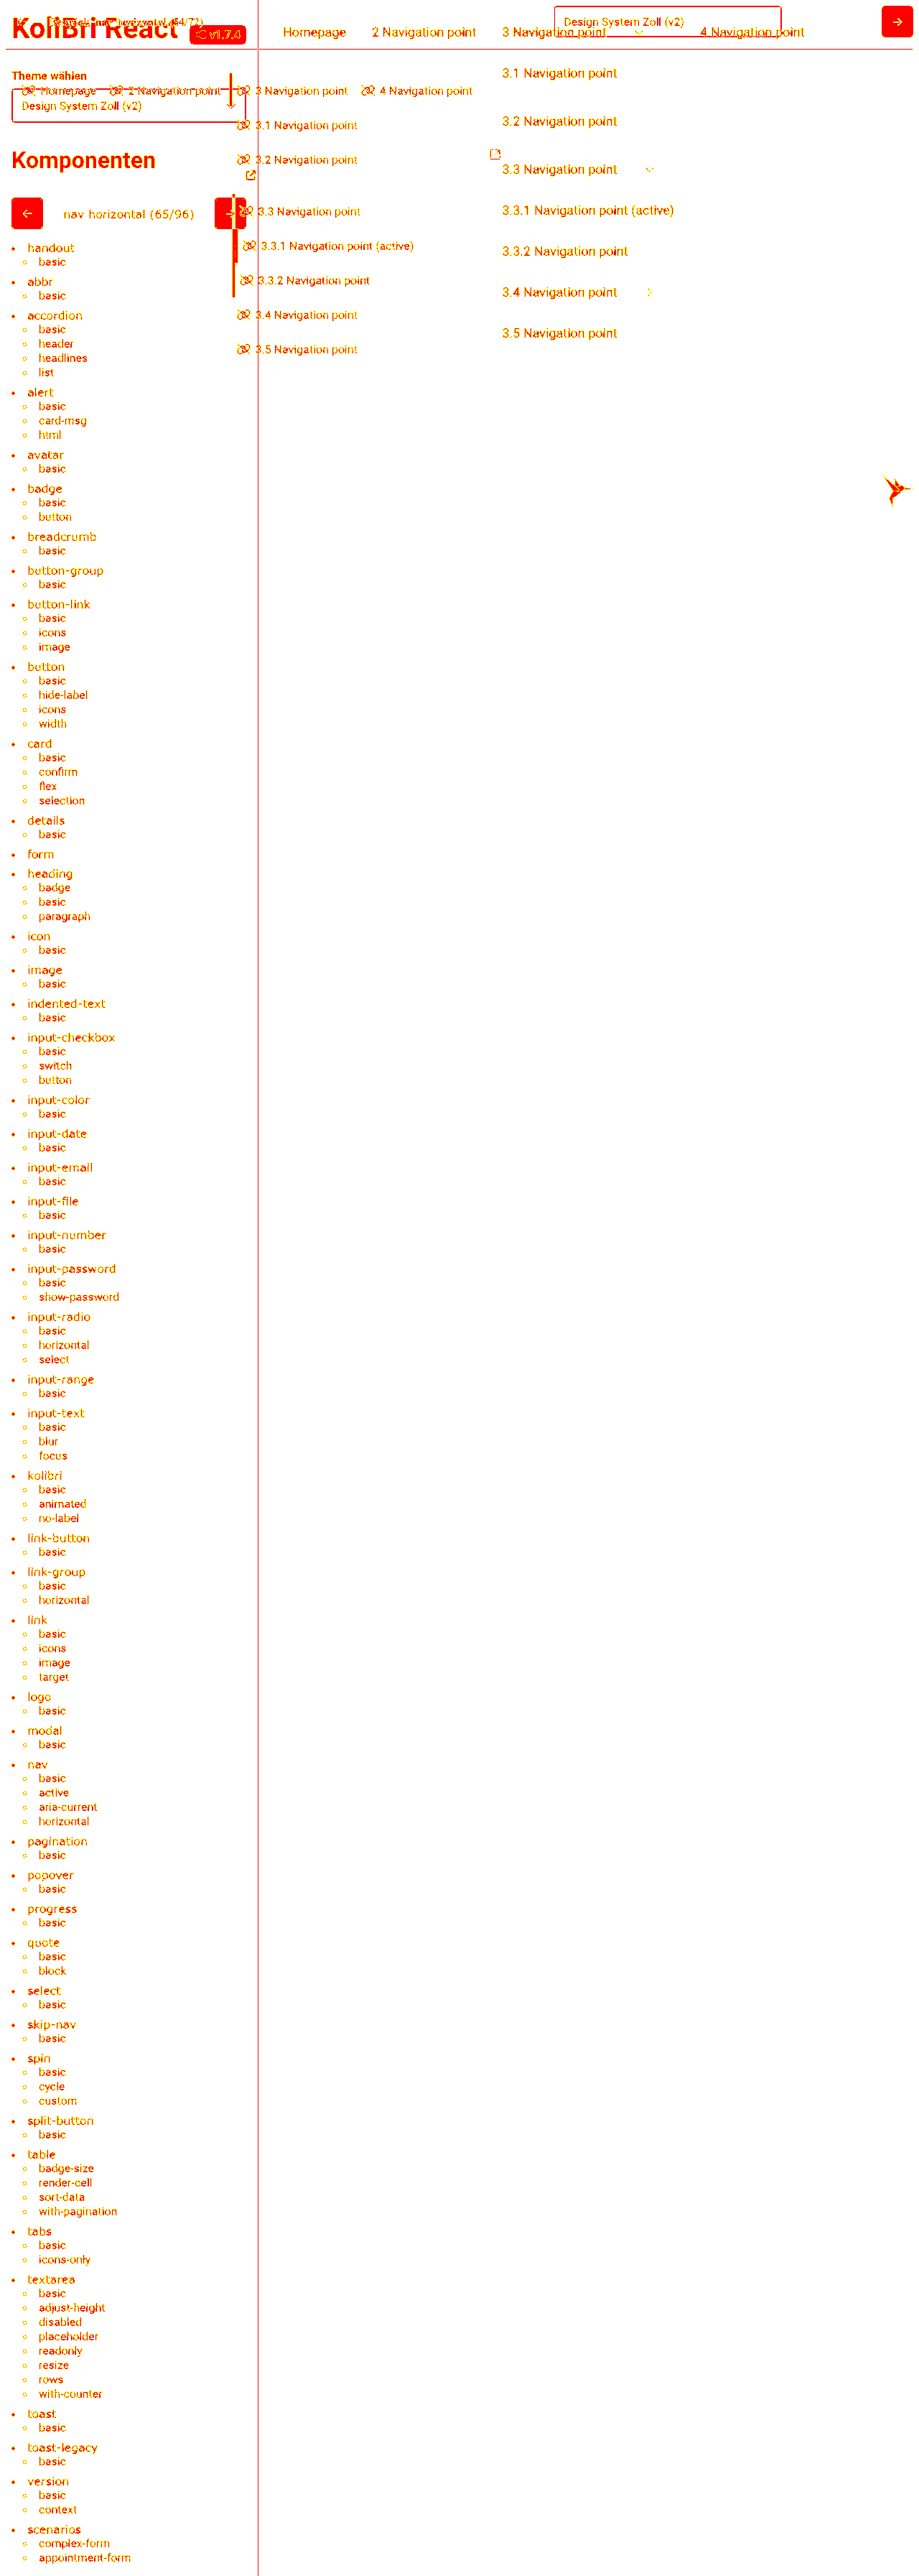 KoliBri React
v1.7.4
Homepage
2 Navigation point
3 Navigation point
4 Navigation point
Design System Zoll (v2)
Theme wählen
Homepage
2 Navigation point
3 Navigation point
4 Navigation point
Design System Zoll (v2)
3.1 Navigation point
3.1 Navigation point
3.2 Navigation point
3.2 Navigation point
Komponenten
3.3 Navigation point
nav horizontal (65/96)
3.3 Navigation point
3.3.1 Navigation point (active)
3.3.1 Navigation point (active)
3.3.2 Navigation point
3.3.2 Navigation point
3.4 Navigation point
3.4 Navigation point
3.5 Navigation point
3.5 Navigation point
handout
basic
abbr
basic
accordion
basic
header
headlines
list
alert
basic
card-msg
html
avatar
basic
badge
basic
button
breadcrumb
basic
button-group
basic
button-link
basic
icons
image
button
basic
hide-label
icons
width
card
basic
confirm
flex
selection
details
basic
form
heading
badge
basic
paragraph
icon
basic
image
basic
indented-text
basic
input-checkbox
basic
switch
button
input-color
basic
input-date
basic
input-email
basic
input-file
basic
input-number
basic
input-password
basic
show-password
input-radio
basic
horizontal
select
input-range
basic
input-text
basic
blur
focus
kolibri
basic
animated
no-label
link-button
basic
link-group
basic
horizontal
link
basic
icons
image
target
logo
basic
modal
basic
nav
basic
active
aria-current
horizontal
pagination
basic
popover
basic
progress
basic
quote
basic
block
select
basic
skip-nav
basic
spin
basic
cycle
custom
split-button
basic
table
badge-size
render-cell
sort-data
with-pagination
tabs
basic
icons-only
textarea
basic
adjust-height
disabled
placeholder
readonly
resize
rows
with-counter
toast
basic
toast-legacy
basic
version
basic
context
scenarios
complex-form
appointment-form